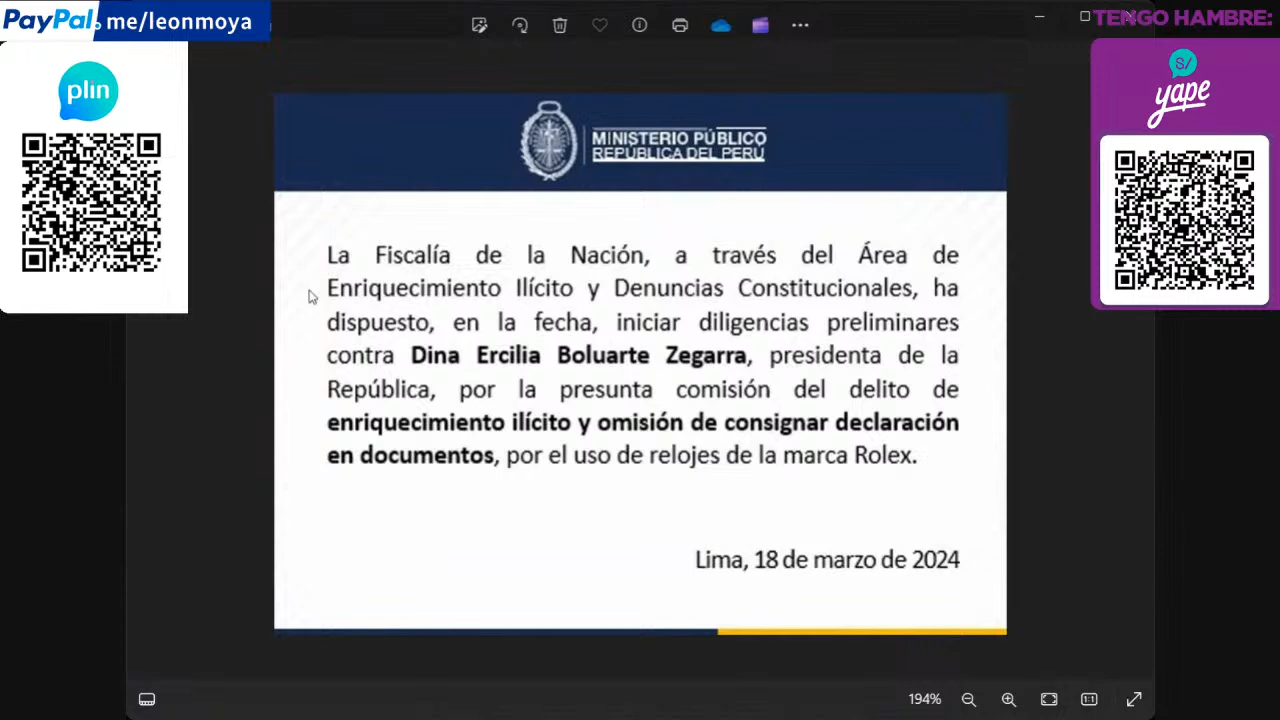 PayPal.me/leonmoya
TENGO HAMBRE:
plin
S/
yape
MINISTERIO PÚBLICO
REPÚBLICA DEL PERÚ
La Fiscalía de la Nación, a través del Área de
Enriquecimiento Ilícito y Denuncias Constitucionales, ha
dispuesto, en la fecha, iniciar diligencias preliminares
contra Dina Ercilia Boluarte Zegarra, presidenta de la
República, por la presunta comisión del delito de
enriquecimiento ilícito y omisión de consignar declaración
en documentos, por el uso de relojes de la marca Rolex.
Lima, 18 de marzo de 2024
194%
1:1